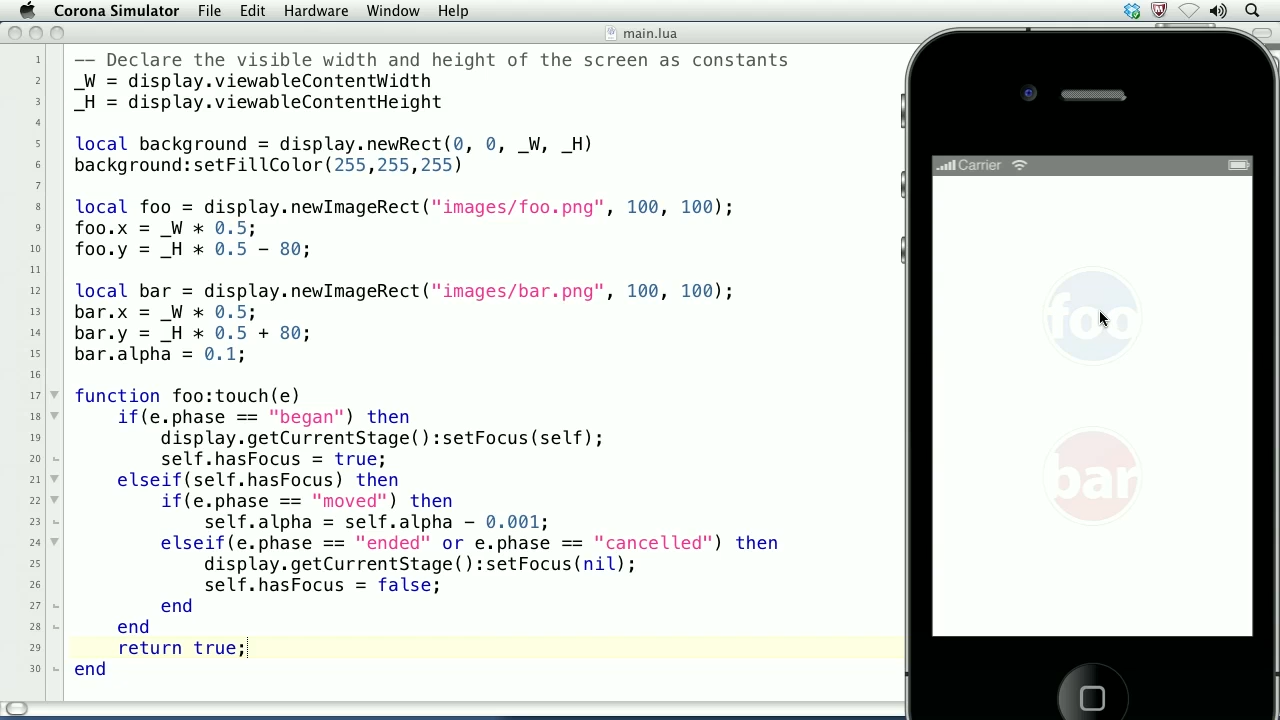 Corona Simulator File Edit Hardware Window Help
main.lua
1 -- Declare the visible width and height of the screen as constants
2 _W = display.viewableContentWidth
3 _H = display.viewableContentHeight
4
5 local background = display.newRect(0, 0, _W, _H)
6 background:setFillColor(255,255,255)
7
8 local foo = display.newImageRect("images/foo.png", 100, 100);
9 foo.x = _W * 0.5;
10 foo.y = _H * 0.5 - 80;
11
12 local bar = display.newImageRect("images/bar.png", 100, 100);
13 bar.x = _W * 0.5;
14 bar.y = _H * 0.5 + 80;
15 bar.alpha = 0.1;
16
17 function foo:touch(e)
18 if(e.phase == "began") then
19 display.getCurrentStage():setFocus(self);
20 self.hasFocus = true;
21 elseif(self.hasFocus) then
22 if(e.phase == "moved") then
23 self.alpha = self.alpha - 0.001;
24 elseif(e.phase == "ended" or e.phase == "cancelled") then
25 display.getCurrentStage():setFocus(nil);
26 self.hasFocus = false;
27 end
28 end
29 return true;
30 end
Carrier
foo
bar